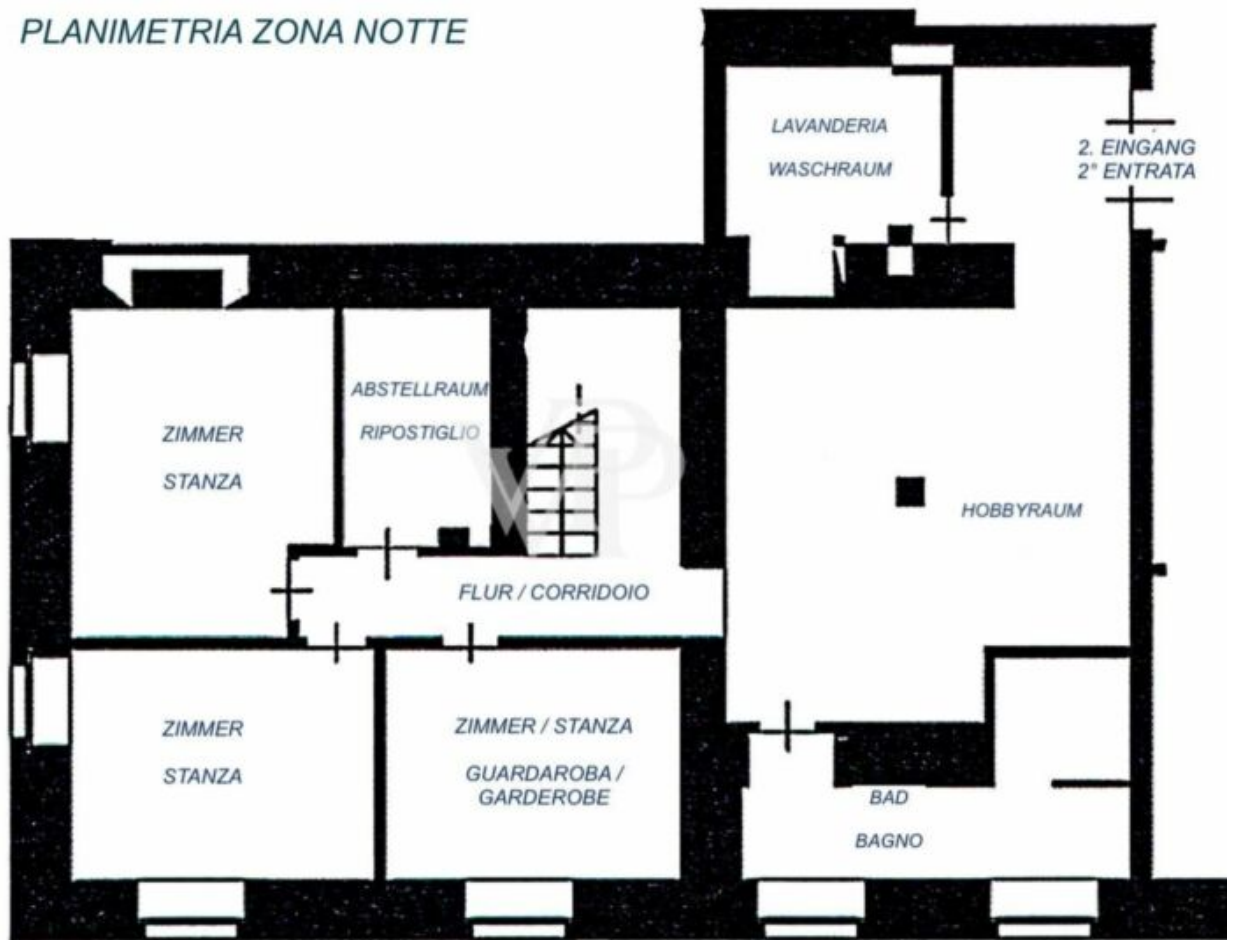 PLANIMETRIA ZONA NOTTE
LAVANDERIA
WASCHRAUM
2. EINGANG
2° ENTRATA
ABSTELLRAUM
RIPOSTIGLIO
ZIMMER
STANZA
HOBBYRAUM
FLUR / CORRIDOIO
ZIMMER
STANZA
ZIMMER / STANZA
GUARDAROBA /
GARDEROBE
BAD
BAGNO
VP